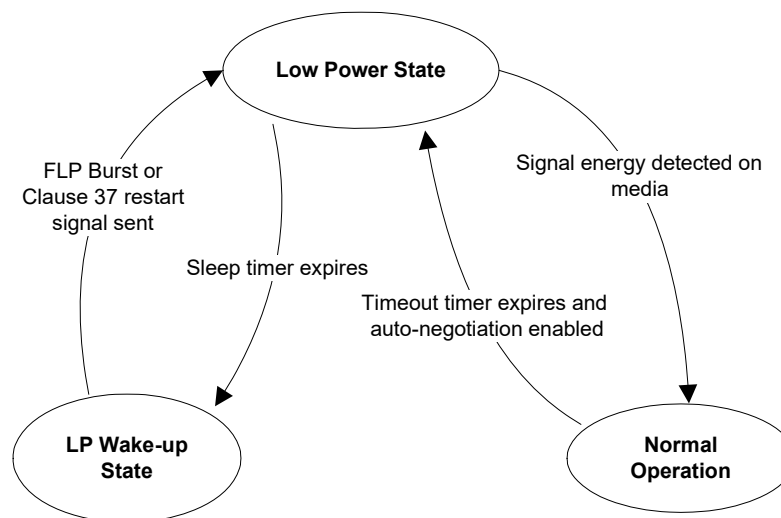 Low Power State
FLP Burst or
Clause 37 restart
signal sent
Signal energy detected on
media
Sleep timer expires
Timeout timer expires and
auto-negotiation enabled
LP Wake-up
State
Normal
Operation